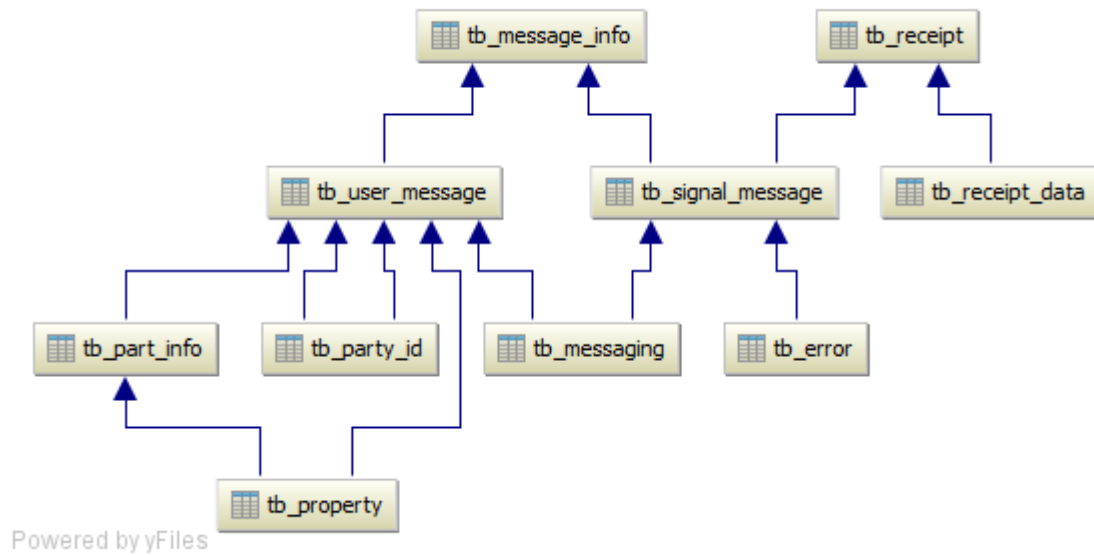 tb_message_info
tb_receipt
tb_user_message
tb_signal_message
tb_receipt_data
tb_part_info
tb_party_id
tb_messaging
tb_error
tb_property
Powered by yFiles